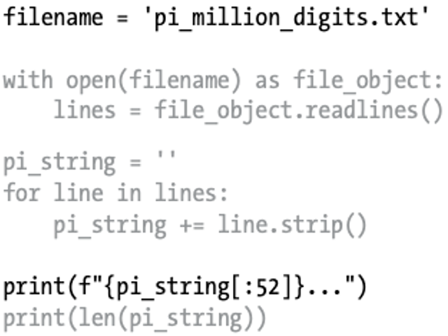 filename = 'pi_million_digits.txt'
with open(filename) as file_object:
    lines = file_object.readlines()
pi_string = ''
for line in lines:
    pi_string += line.strip()
print(f"{pi_string[:52]}...")
print(len(pi_string))